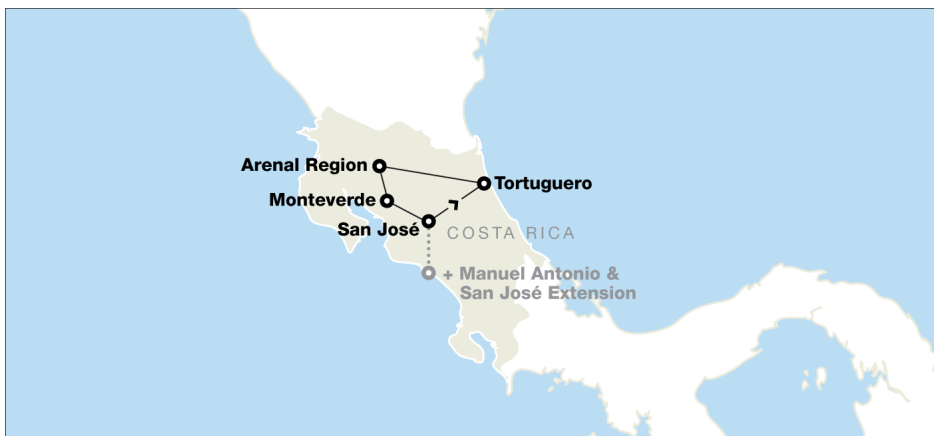 Arenal Region
Tortuguero
Monteverde
San José
COSTA RICA
+ Manuel Antonio &
San José Extension